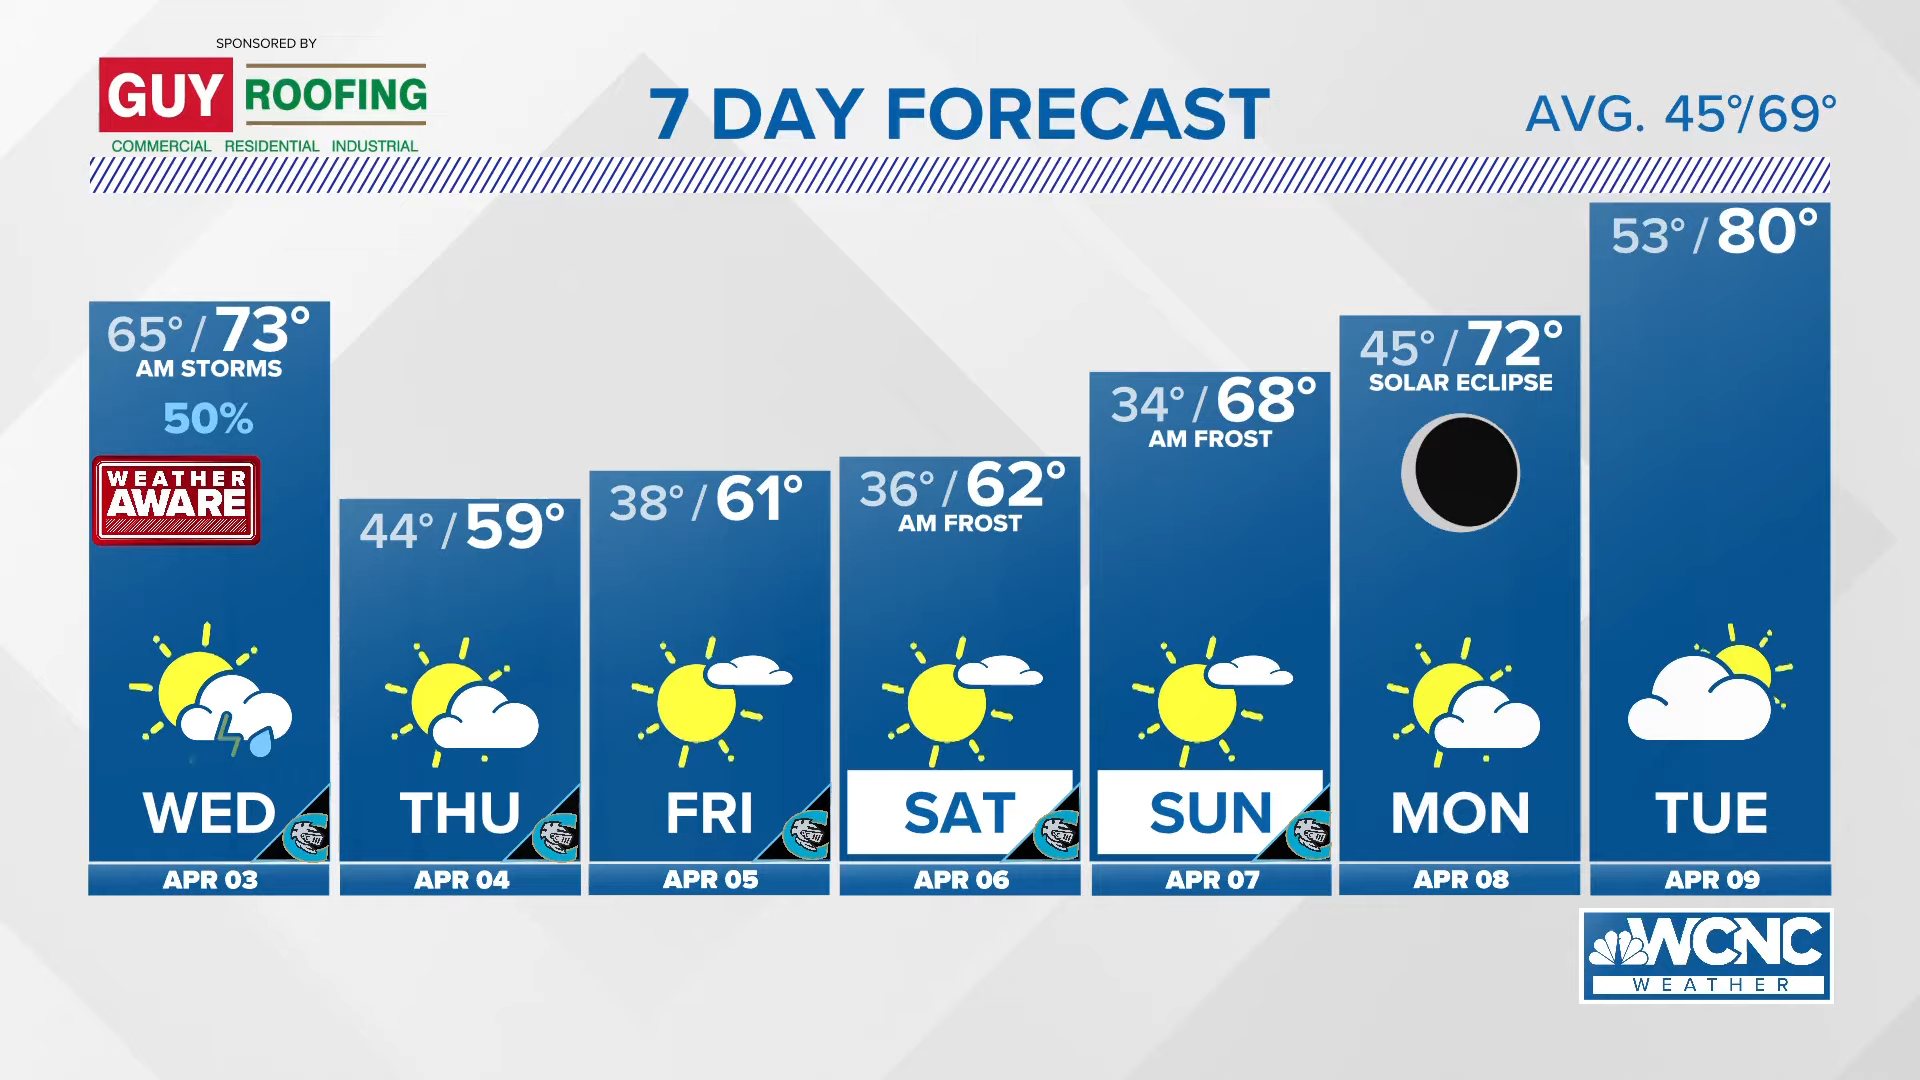 SPONSORED BY
GUY ROOFING
COMMERCIAL RESIDENTIAL INDUSTRIAL
7 DAY FORECAST
AVG. 45°/69°
65° / 73°
AM STORMS
50%
WEATHER
AWARE
WED
APR 03
44° / 59°
THU
APR 04
38° / 61°
FRI
APR 05
36° / 62°
AM FROST
SAT
APR 06
34° / 68°
AM FROST
SUN
APR 07
45° / 72°
SOLAR ECLIPSE
MON
APR 08
53° / 80°
TUE
APR 09
WCNC
WEATHER